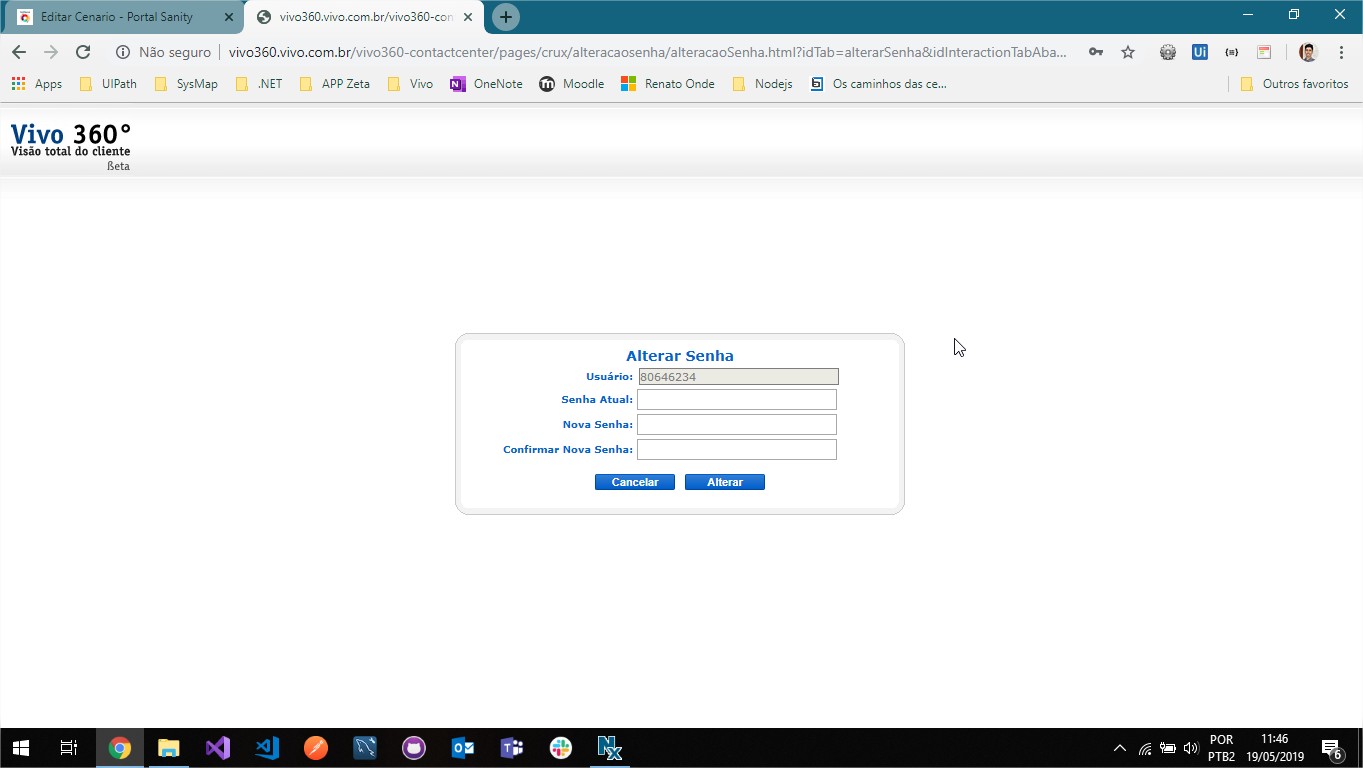 Editar Cenario - Portal Sanity
vivo360.vivo.com.br/vivo360-con
Não seguro
vivo360.vivo.com.br/vivo360-contactcenter/pages/crux/alteracaosenha/alteracaoSenha.html?idTab=alterarSenha&idInteractionTabAba...
Apps
UIPath
SysMap
.NET
APP Zeta
Vivo
OneNote
Moodle
Renato Onde
Nodejs
Os caminhos das ce...
Outros favoritos
Vivo 360°
Visão total do cliente
ßeta
Alterar Senha
Usuário: 80646234
Senha Atual:
Nova Senha:
Confirmar Nova Senha:
Cancelar Alterar
POR
PTB2
11:46
19/05/2019
6